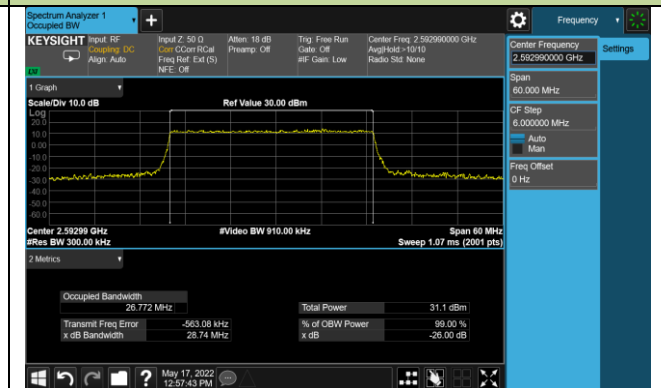 Spectrum Analyzer 1
Occupied BW
Frequency
KEYSIGHT
Input: RF
Coupling: DC
Align: Auto
Input Z: 50 Ω
Corr CCorr RCal
Freq Ref: Ext (S)
NFE: Off
Atten: 18 dB
Preamp: Off
Trig: Free Run
Gate: Off
#IF Gain: Low
Center Freq: 2.592990000 GHz
Avg|Hold:>10/10
Radio Std: None
Center Frequency
2.592990000 GHz
Settings
Span
60.000 MHz
CF Step
6.000000 MHz
Auto
Man
Freq Offset
0 Hz
1 Graph
Scale/Div 10.0 dB
Ref Value 30.00 dBm
Log
20.0
10.0
0.00
-10.0
-20.0
-30.0
-40.0
-50.0
-60.0
Center 2.59299 GHz
#Video BW 910.00 kHz
Span 60 MHz
#Res BW 300.00 kHz
Sweep 1.07 ms (2001 pts)
2 Metrics
Occupied Bandwidth
26.772 MHz
Total Power
31.1 dBm
Transmit Freq Error
-563.08 kHz
% of OBW Power
99.00 %
x dB Bandwidth
28.74 MHz
x dB
-26.00 dB
May 17, 2022
12:57:43 PM